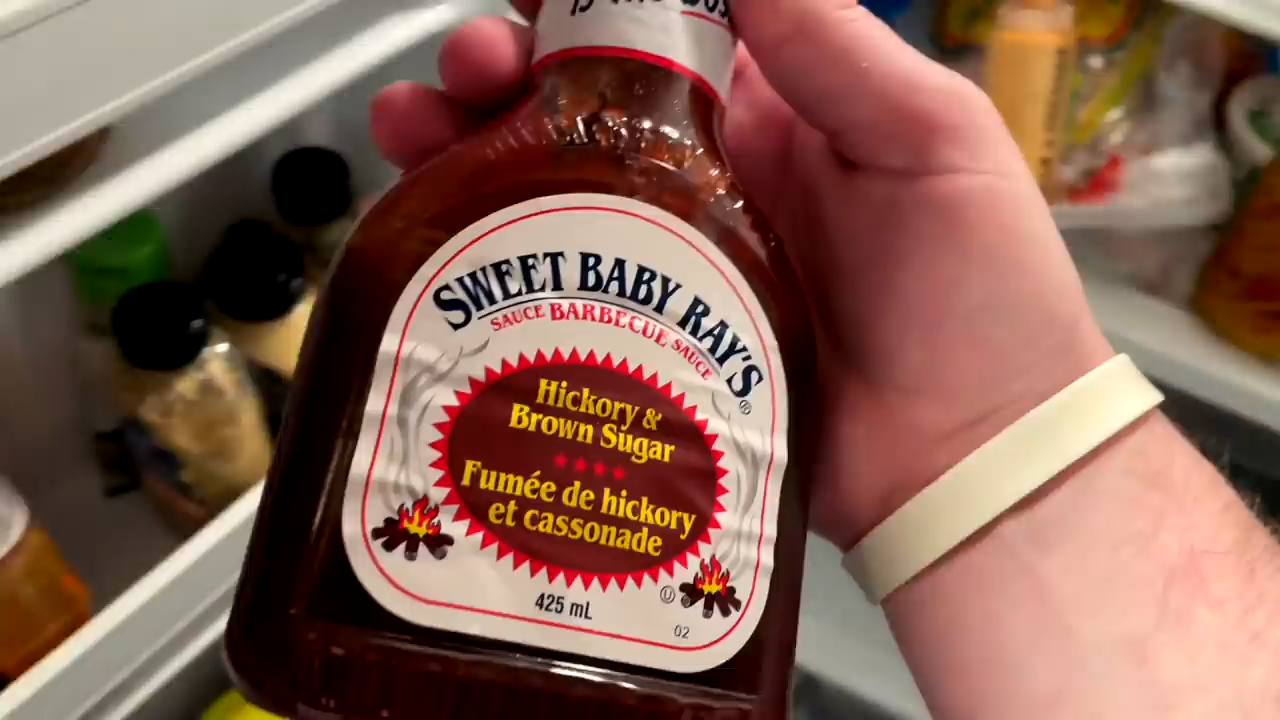 SWEET BABY RAY'S®
SAUCE BARBECUE SAUCE
Hickory &
Brown Sugar
Fumée de hickory
et cassonade
425 mL
U
02